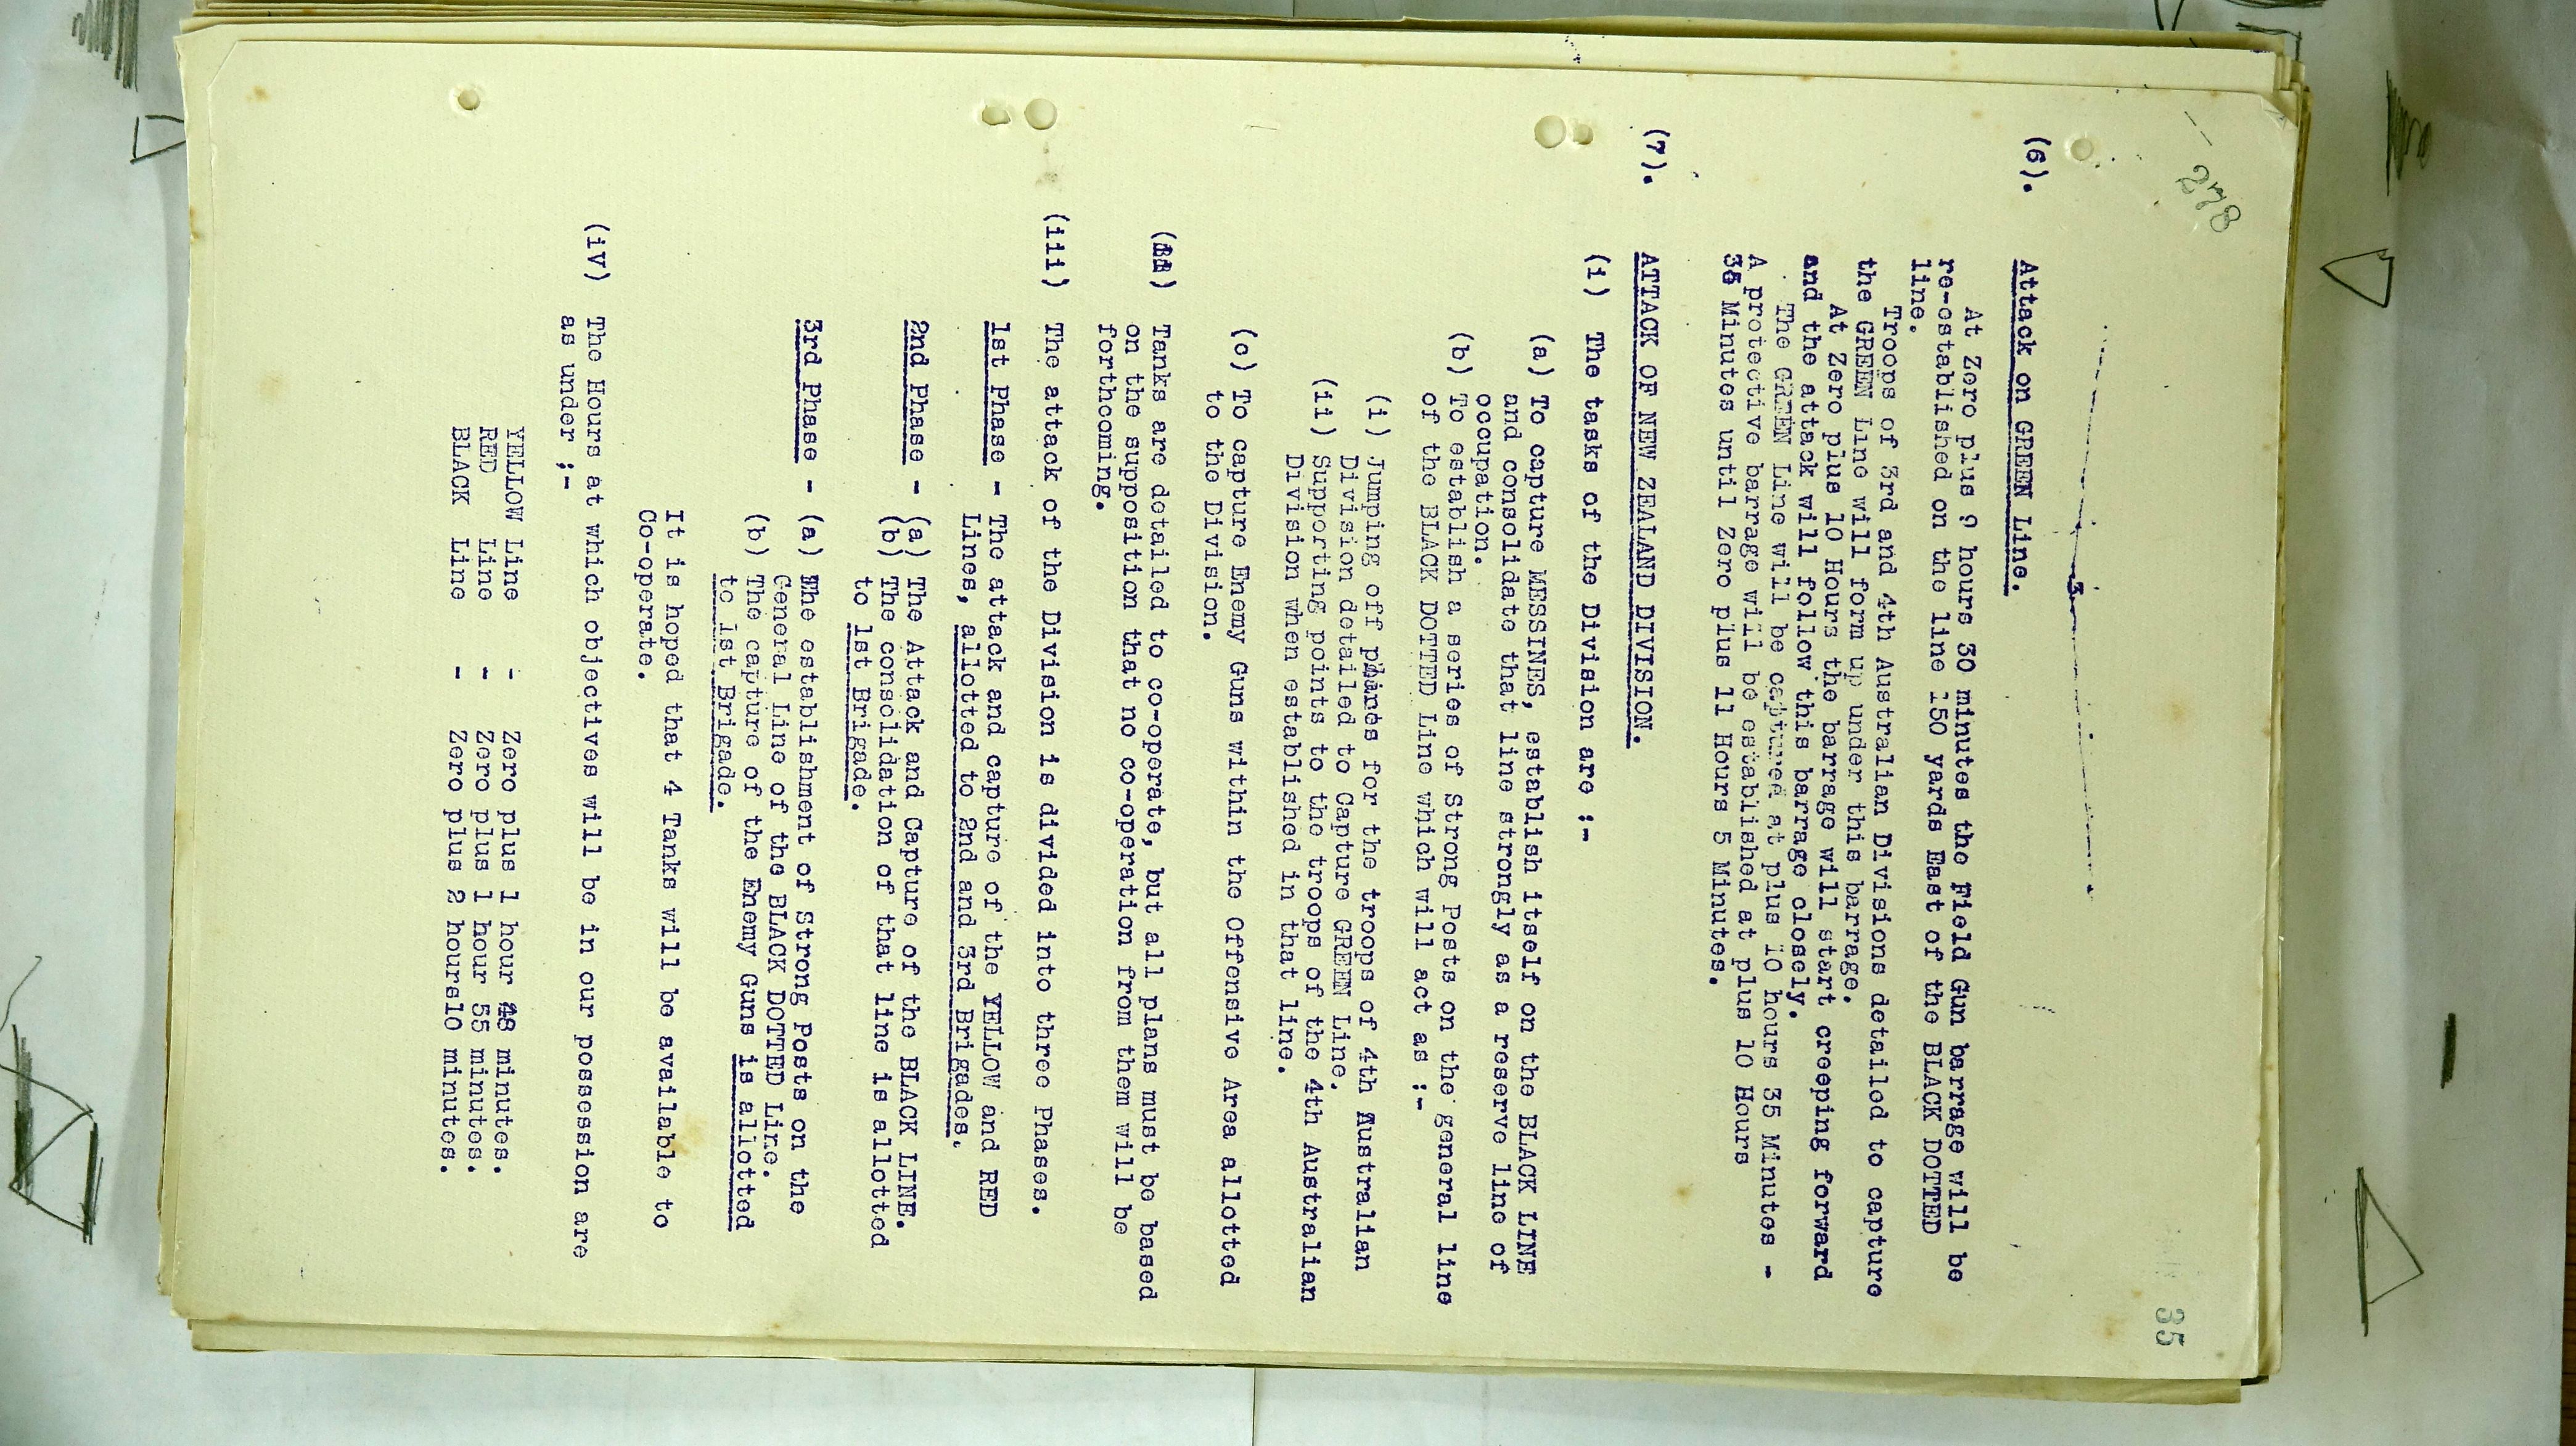 278
35
3
(6). Attack on GREEN Line.
At Zero plus 9 hours 30 minutes the Field Gun barrage will be
re-established on the line 150 yards East of the BLACK DOTTED
line.
Troops of 3rd and 4th Australian Divisions detailed to capture
the GREEN Line will form up under this barrage.
At Zero plus 10 Hours the barrage will start creeping forward
and the attack will follow this barrage closely.
The GREEN Line will be captured at plus 10 hours 35 Minutes -
A protective barrage will be established at plus 10 Hours
35 Minutes until Zero plus 11 Hours 5 Minutes.
(7). ATTACK OF NEW ZEALAND DIVISION.
(i) The tasks of the Division are :-
(a) To capture MESSINES, establish itself on the BLACK LINE
and consolidate that line strongly as a reserve line of
occupation.
(b) To establish a series of Strong Posts on the general line
of the BLACK DOTTED Line which will act as :-
(i) Jumping off points for the troops of 4th Australian
Division detailed to Capture GREEN Line.
(ii) Supporting points to the troops of the 4th Australian
Division when established in that line.
(c) To capture Enemy Guns within the Offensive Area allotted
to the Division.
(ii) Tanks are detailed to co-operate, but all plans must be based
on the supposition that no co-operation from them will be
forthcoming.
(iii) The attack of the Division is divided into three Phases.
1st Phase - The attack and capture of the YELLOW and RED
Lines, allotted to 2nd and 3rd Brigades.
2nd Phase - (a) The Attack and Capture of the BLACK LINE.
(b) The consolidation of that line is allotted
to 1st Brigade.
3rd Phase - (a) The establishment of Strong Posts on the
General Line of the BLACK DOTTED Line.
(b) The capture of the Enemy Guns is allotted
to 1st Brigade.
It is hoped that 4 Tanks will be available to
Co-operate.
(iv) The Hours at which objectives will be in our possession are
as under ;-
YELLOW Line - Zero plus 1 hour 48 minutes.
RED Line - Zero plus 1 hour 55 minutes.
BLACK Line - Zero plus 2 hours10 minutes.